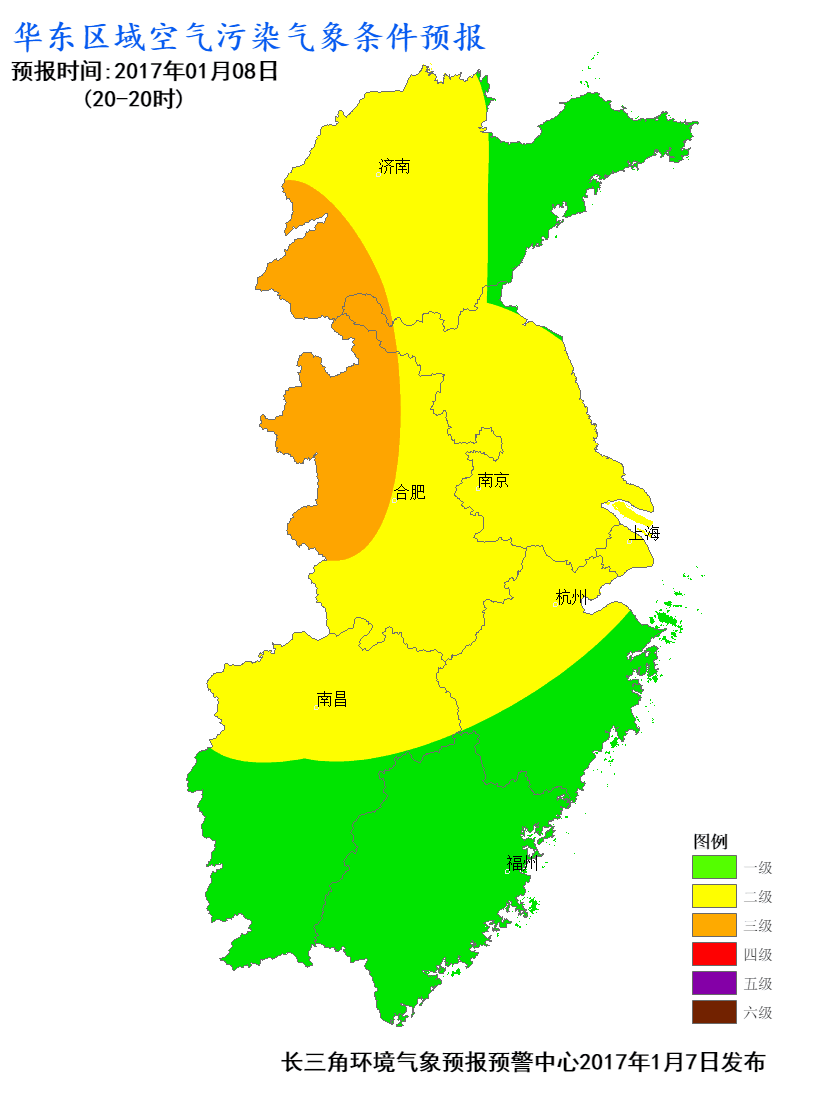 华东区域空气污染气象条件预报
预报时间:2017年01月08日
(20-20时)
济南
南京
合肥
上海
杭州
南昌
福州
图例
一级
二级
三级
四级
五级
六级
长三角环境气象预报预警中心2017年1月7日发布